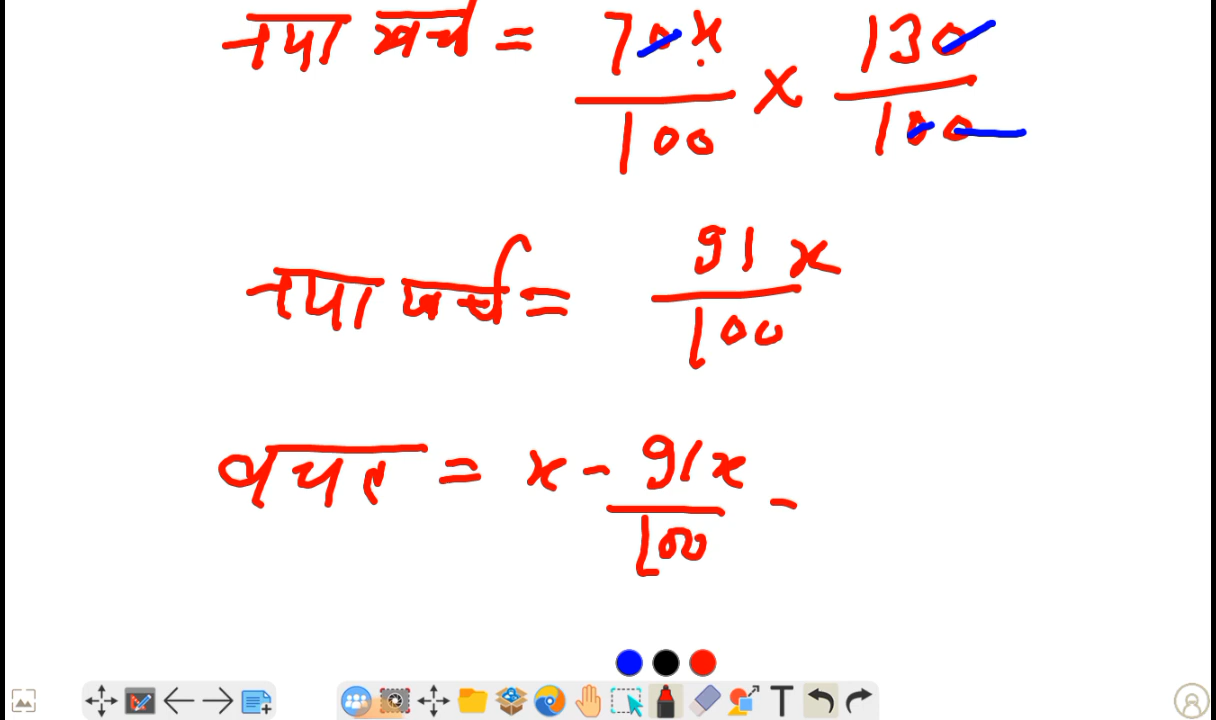 नया खर्च = 70x/100 × 130/100
नया खर्च = 91x/100
बचत = x - 91x/100 -
T